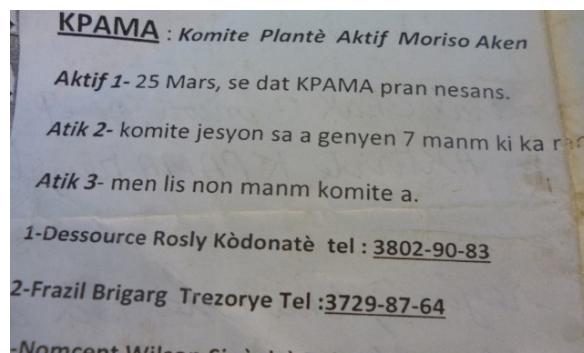 KPAMA : Komite Plantè Aktif Moriso Aken
Aktif 1- 25 Mars, se dat KPAMA pran nesans.
Atik 2- komite jesyon sa a genyen 7 manm ki ka
Atik 3- men lis non manm komite a.
1-Dessource Rosly Kòdonatè tel : 3802-90-83
2-Frazil Brigarg Trezorye Tel :3729-87-64